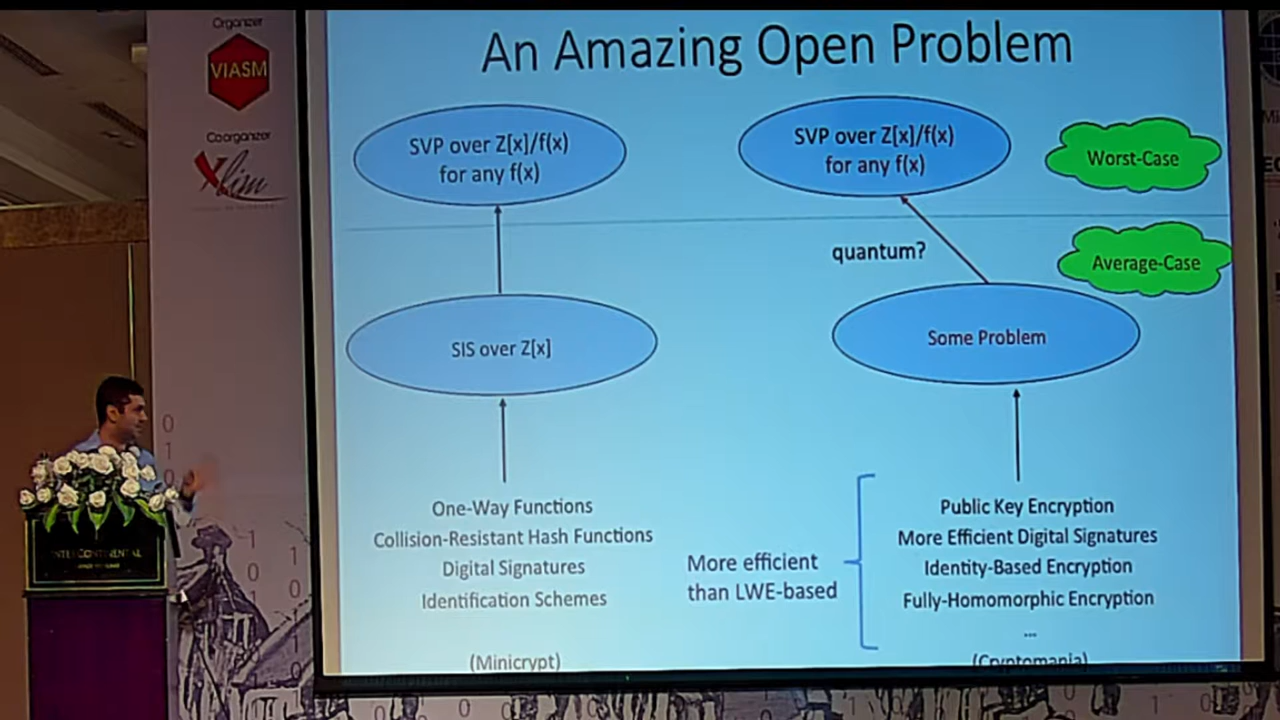 Organizer
VIASM
Coorganizer
Xlim
An Amazing Open Problem
SVP over Z[x]/f(x)
for any f(x)
SVP over Z[x]/f(x)
for any f(x)
Worst-Case
quantum?
Average-Case
SIS over Z[x]
Some Problem
One-Way Functions
Collision-Resistant Hash Functions
Digital Signatures
Identification Schemes
(Minicrypt)
More efficient
than LWE-based
Public Key Encryption
More Efficient Digital Signatures
Identity-Based Encryption
Fully-Homomorphic Encryption
...
(Cryptomania)
INTERCONTINENTAL